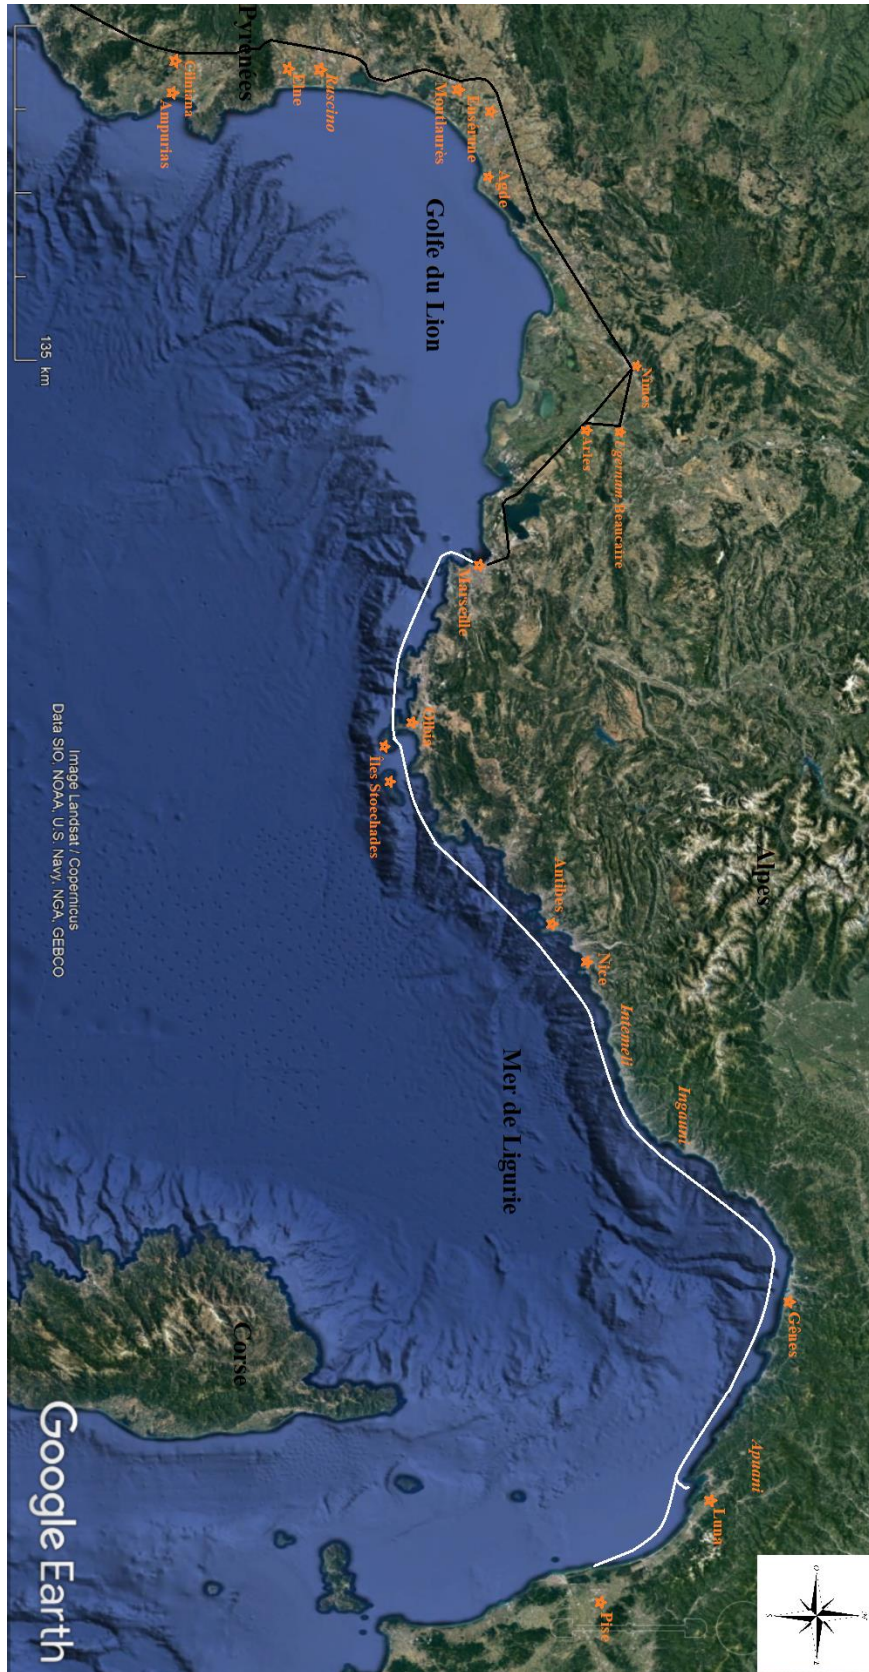 Alpes
Apuani
Gênes
Luna
Pise
Ingauni
Intemeli
Nice
Antibes
Nîmes
Ugernum
Beaucaire
Arles
Marseille
Olbia
Îles Stoechades
Agde
Ensérune
Montlaurès
Ruscino
Elne
Pyrénées
Ampurias
Golfe du Lion
Mer de Ligurie
Corse
135 km
Image Landsat / Copernicus
Data SIO, NOAA, U.S. Navy, NGA, GEBCO
Google Earth
N
O
S